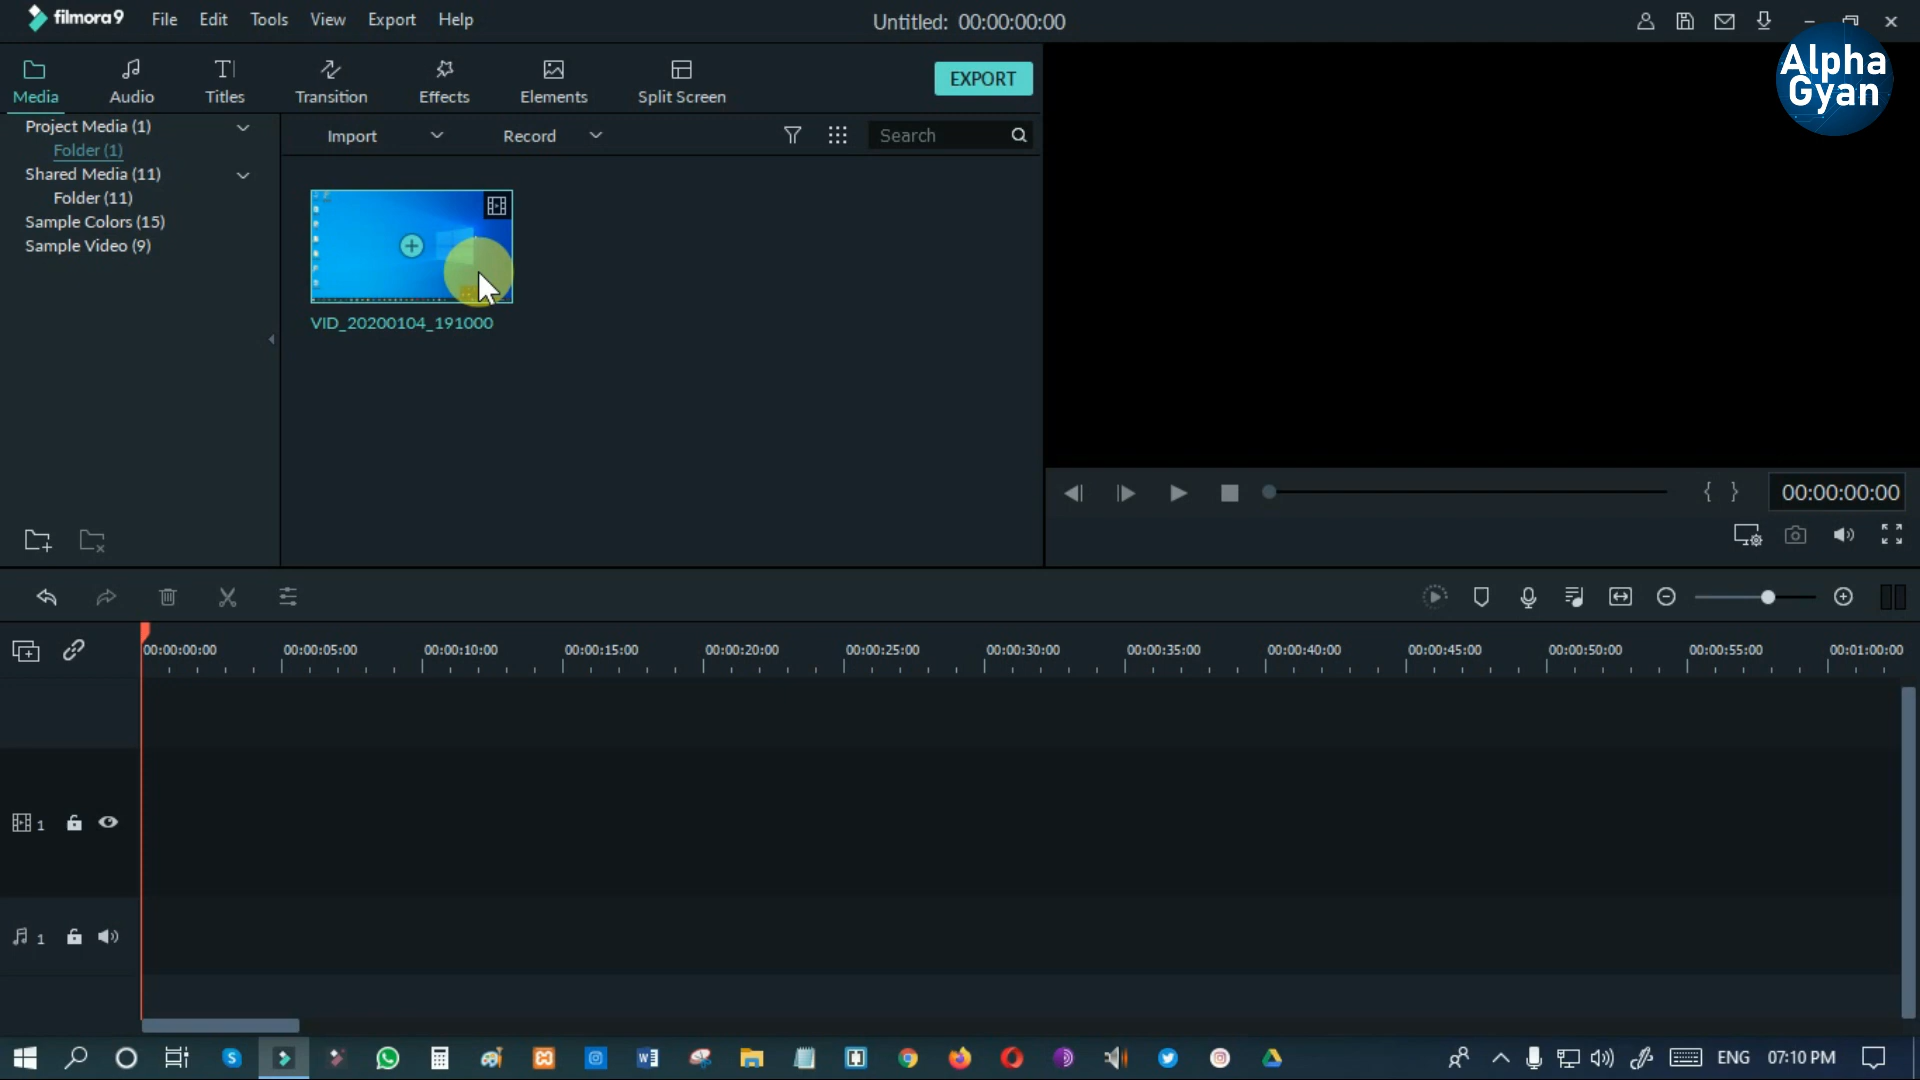 filmora9 File Edit Tools View Export Help Untitled: 00:00:00:00
Alpha
Gyan
Media Audio Titles Transition Effects Elements Split Screen EXPORT
Project Media (1)
Folder (1)
Shared Media (11)
Folder (11)
Sample Colors (15)
Sample Video (9)
Import Record Search
VID_20200104_191000
00:00:00:00
00:00:00:00 00:00:05:00 00:00:10:00 00:00:15:00 00:00:20:00 00:00:25:00 00:00:30:00 00:00:35:00 00:00:40:00 00:00:45:00 00:00:50:00 00:00:55:00 00:01:00:00
1
1
ENG 07:10 PM